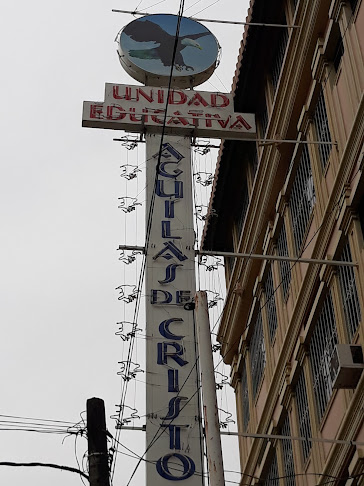 UNIDAD
EDUCATIVA
AGUILAS DE CRISTO